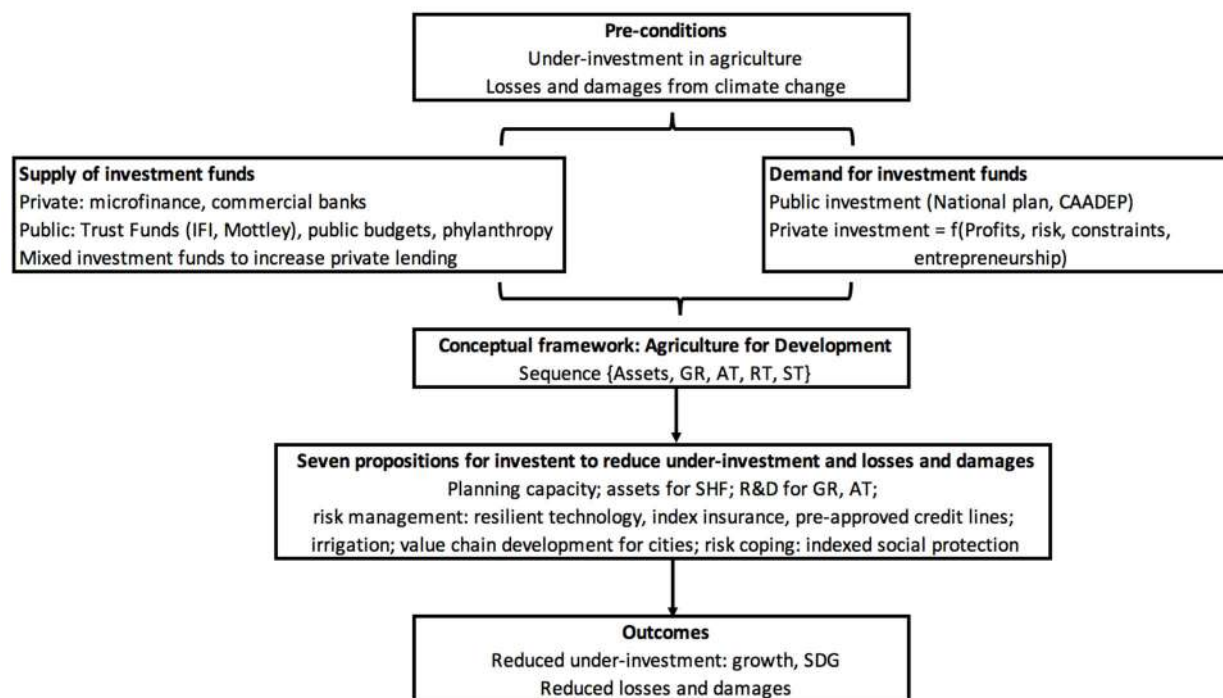 Pre-conditions
Under-investment in agriculture
Losses and damages from climate change
Supply of investment funds
Private: microfinance, commercial banks
Public: Trust Funds (IFI, Mottley), public budgets, phylanthropy
Mixed investment funds to increase private lending
Demand for investment funds
Public investment (National plan, CAADEP)
Private investment = f(Profits, risk, constraints,
entrepreneurship)
Conceptual framework: Agriculture for Development
Sequence {Assets, GR, AT, RT, ST}
Seven propositions for investent to reduce under-investment and losses and damages
Planning capacity; assets for SHF; R&D for GR, AT;
risk management: resilient technology, index insurance, pre-approved credit lines;
irrigation; value chain development for cities; risk coping: indexed social protection
Outcomes
Reduced under-investment: growth, SDG
Reduced losses and damages